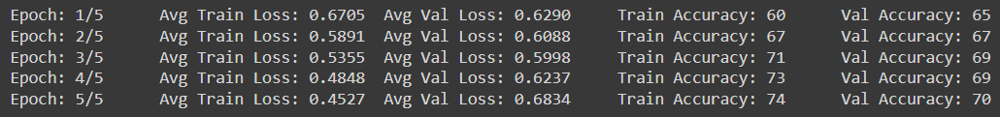 Epoch: 1/5 Avg Train Loss: 0.6705 Avg Val Loss: 0.6290 Train Accuracy: 60 Val Accuracy: 65
Epoch: 2/5 Avg Train Loss: 0.5891 Avg Val Loss: 0.6088 Train Accuracy: 67 Val Accuracy: 67
Epoch: 3/5 Avg Train Loss: 0.5355 Avg Val Loss: 0.5998 Train Accuracy: 71 Val Accuracy: 69
Epoch: 4/5 Avg Train Loss: 0.4848 Avg Val Loss: 0.6237 Train Accuracy: 73 Val Accuracy: 69
Epoch: 5/5 Avg Train Loss: 0.4527 Avg Val Loss: 0.6834 Train Accuracy: 74 Val Accuracy: 70